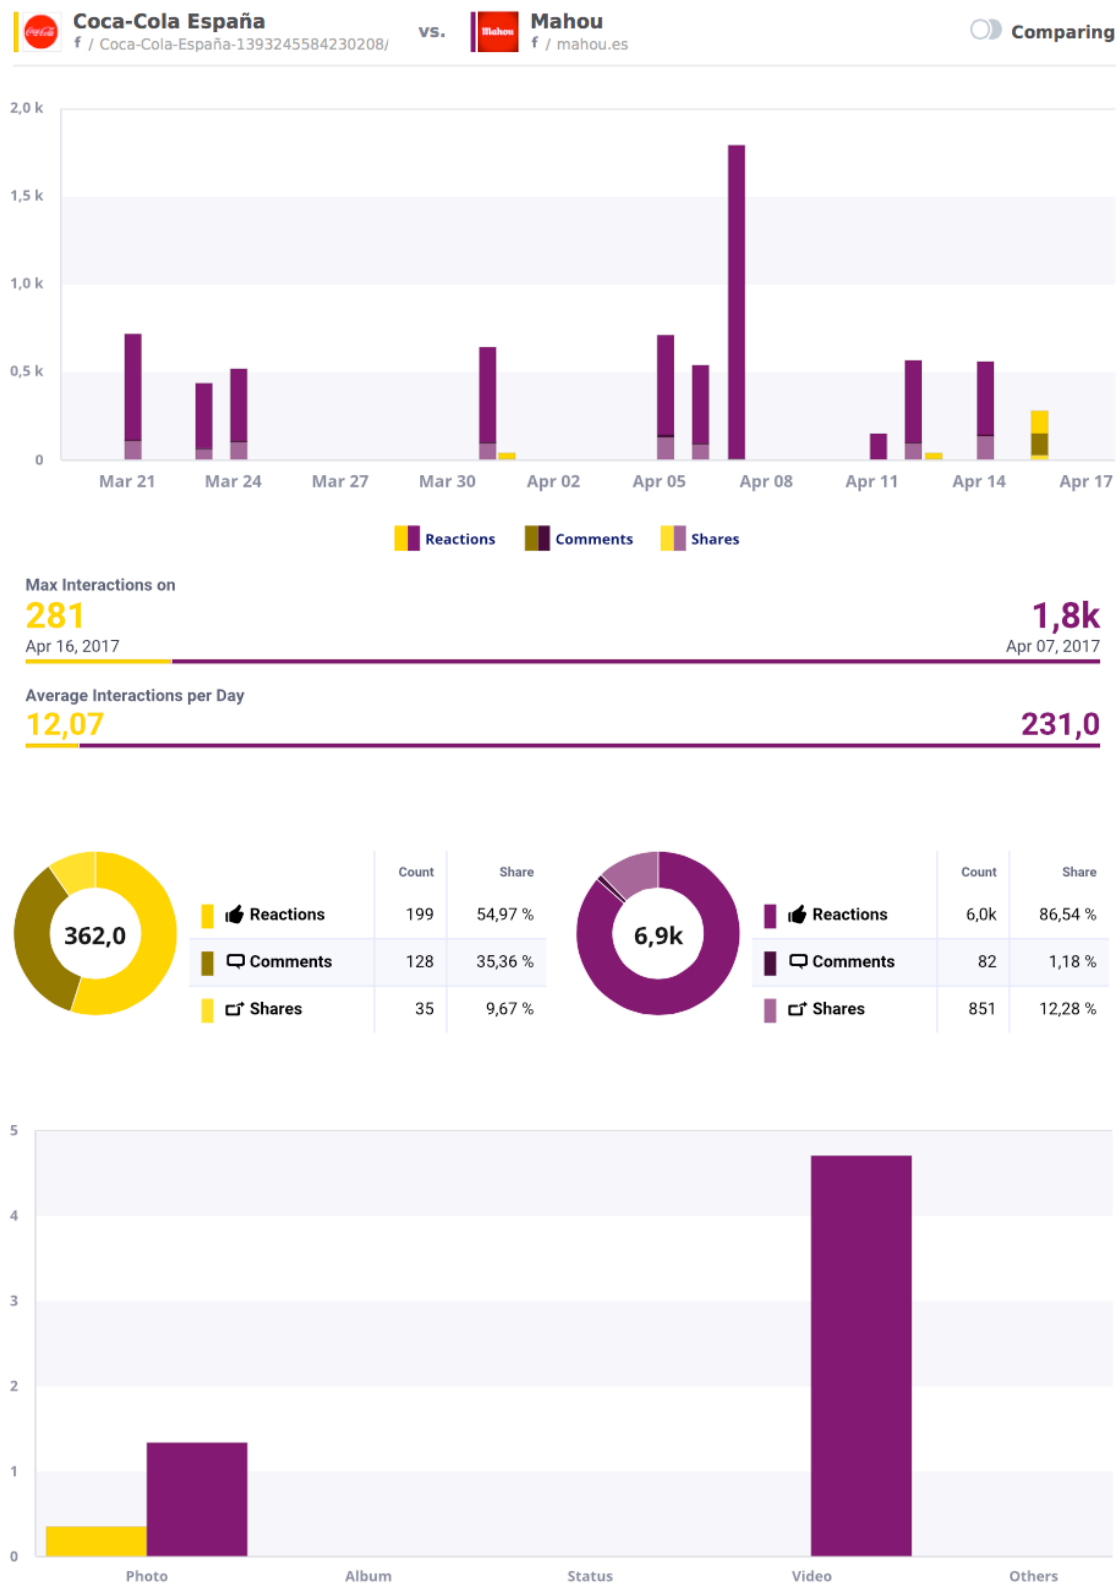 Coca-Cola España
f / Coca-Cola-España-1393245584230208/
vs.
Mahou
Mahou
f / mahou.es
Comparing
2,0 k
1,5 k
1,0 k
0,5 k
0
Mar 21 Mar 24 Mar 27 Mar 30 Apr 02 Apr 05 Apr 08 Apr 11 Apr 14 Apr 17
Reactions Comments Shares
Max Interactions on
281 1,8k
Apr 16, 2017 Apr 07, 2017
Average Interactions per Day
12,07 231,0
Count Share
362,0
Reactions 199 54,97 %
Comments 128 35,36 %
Shares 35 9,67 %
Count Share
6,9k
Reactions 6,0k 86,54 %
Comments 82 1,18 %
Shares 851 12,28 %
5
4
3
2
1
0
Photo Album Status Video Others